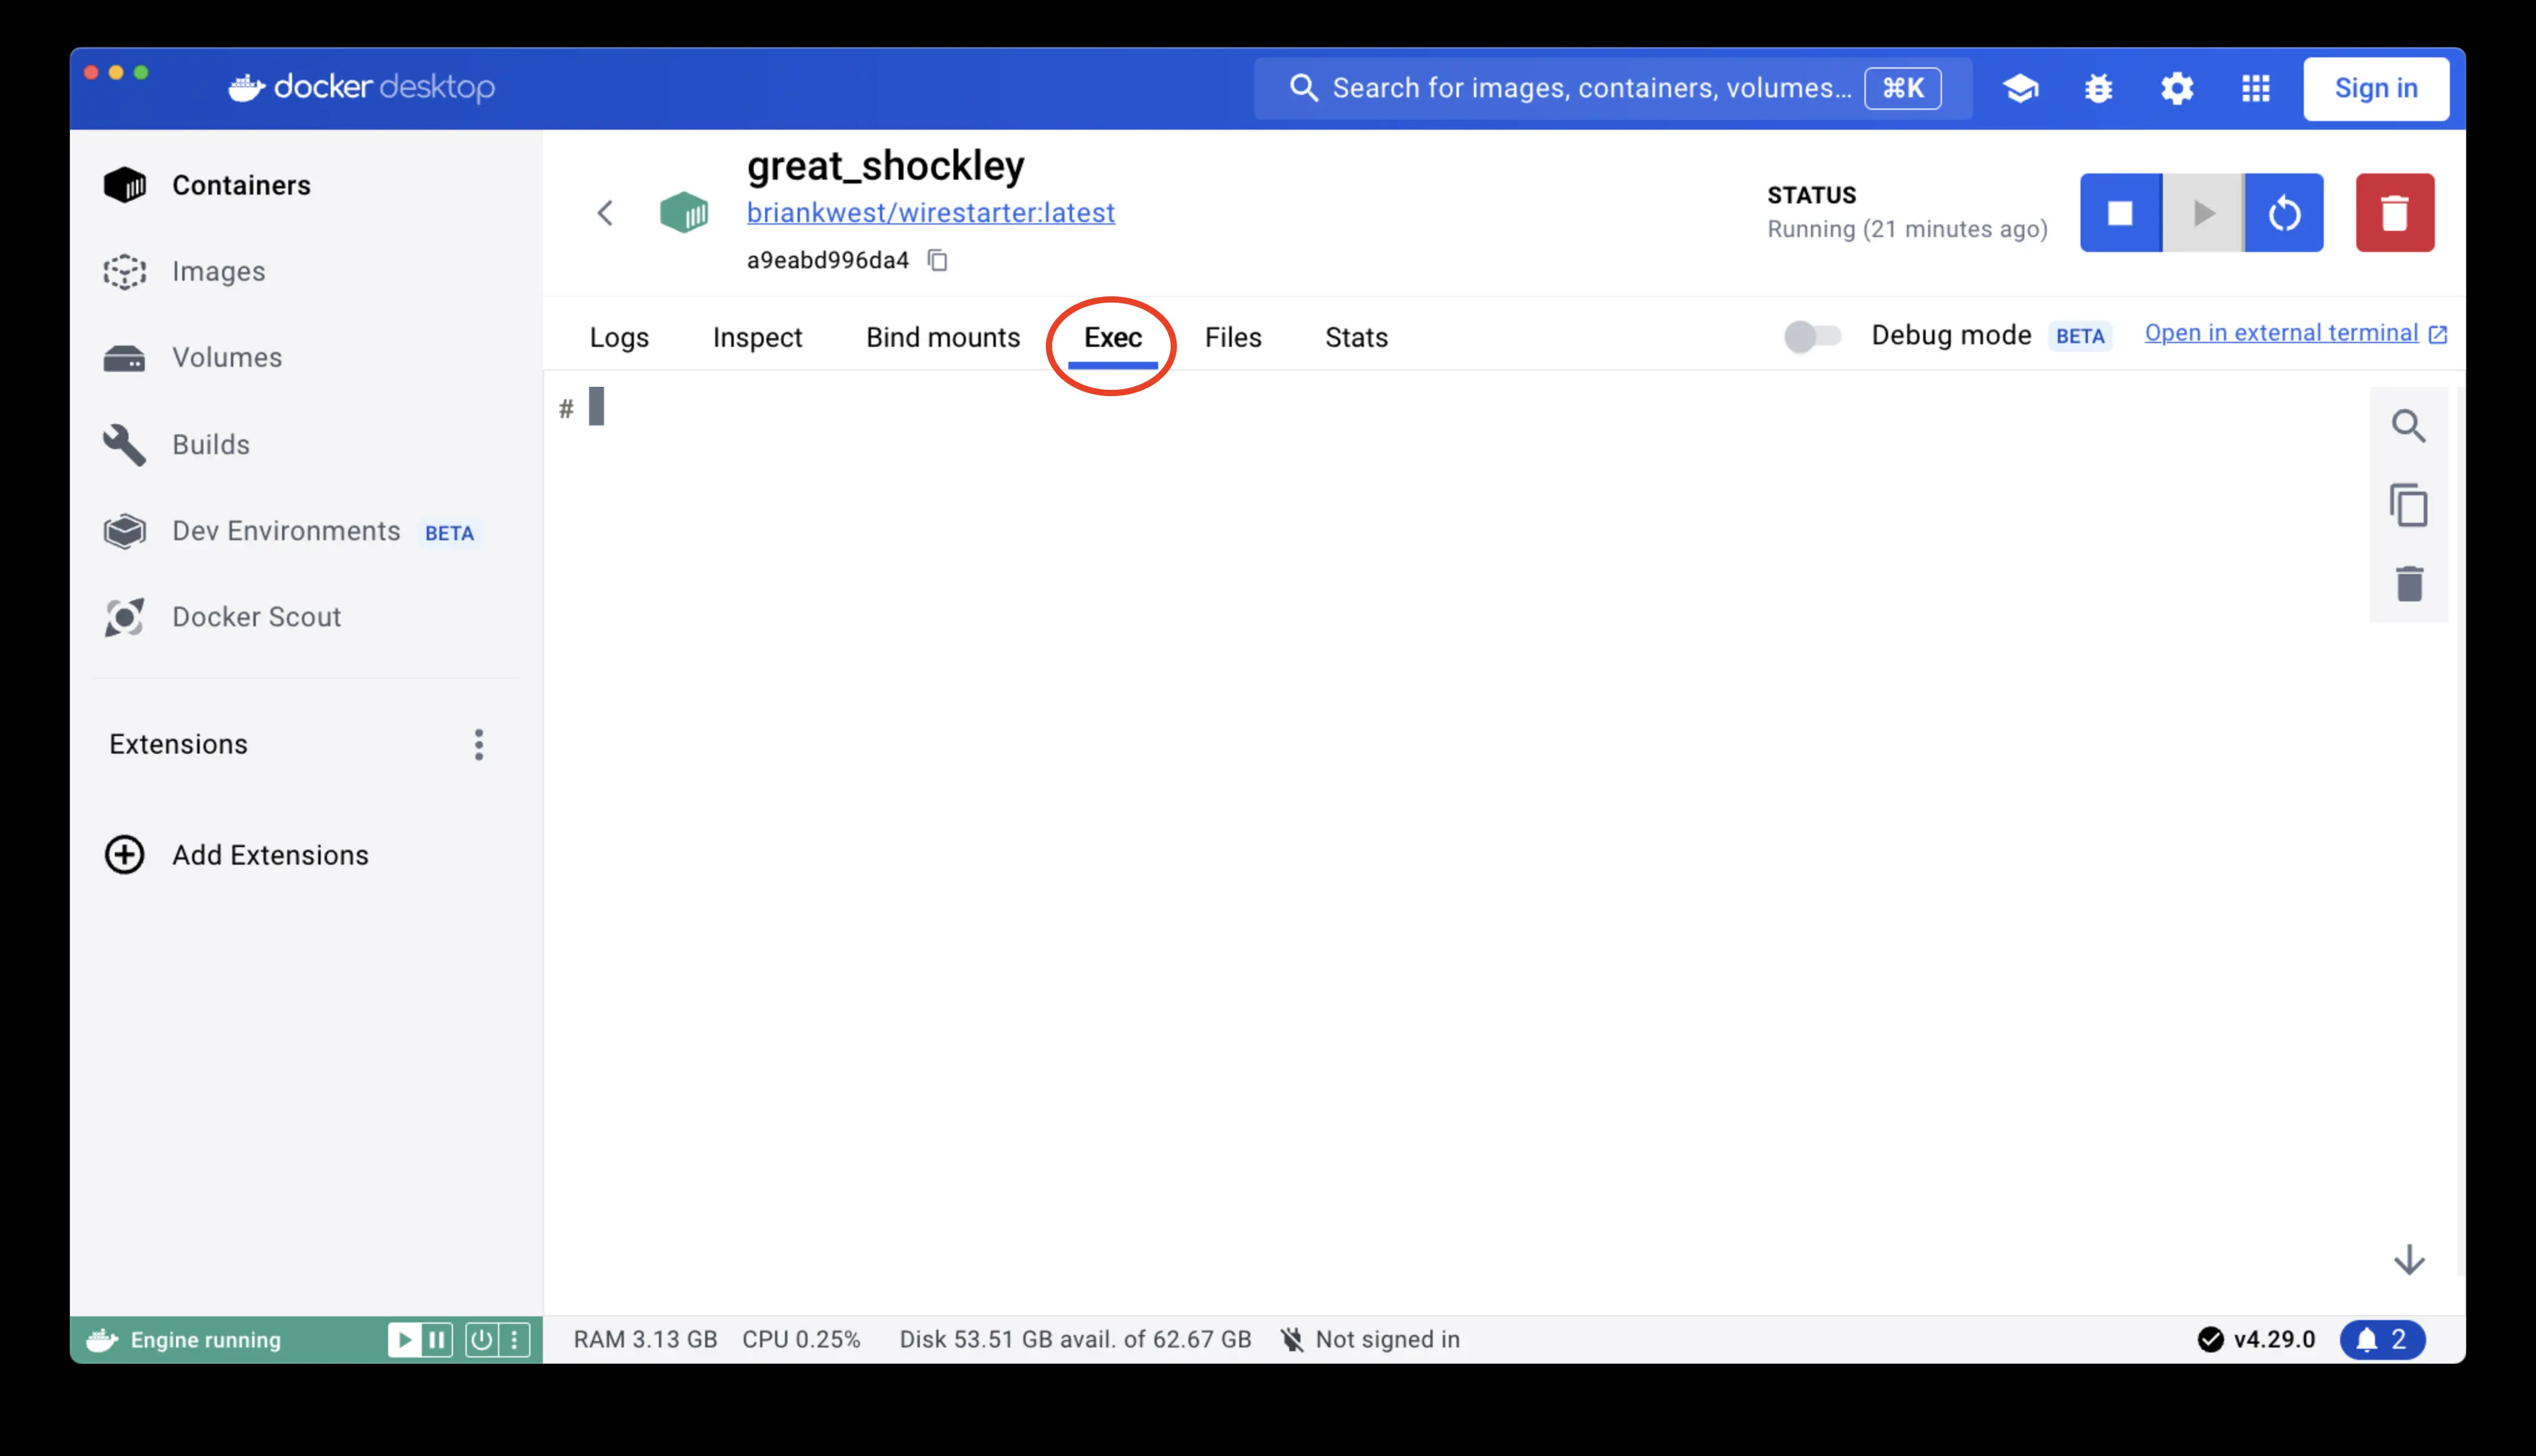 docker desktop
Search for images, containers, volumes... ⌘K
Sign in
Containers
Images
Volumes
Builds
Dev Environments BETA
Docker Scout
Extensions
Add Extensions
great_shockley
briankwest/wirestarter:latest
a9eabd996da4
STATUS
Running (21 minutes ago)
Logs Inspect Bind mounts Exec Files Stats
Debug mode BETA Open in external terminal
#
Engine running
RAM 3.13 GB CPU 0.25% Disk 53.51 GB avail. of 62.67 GB Not signed in
v4.29.0 2